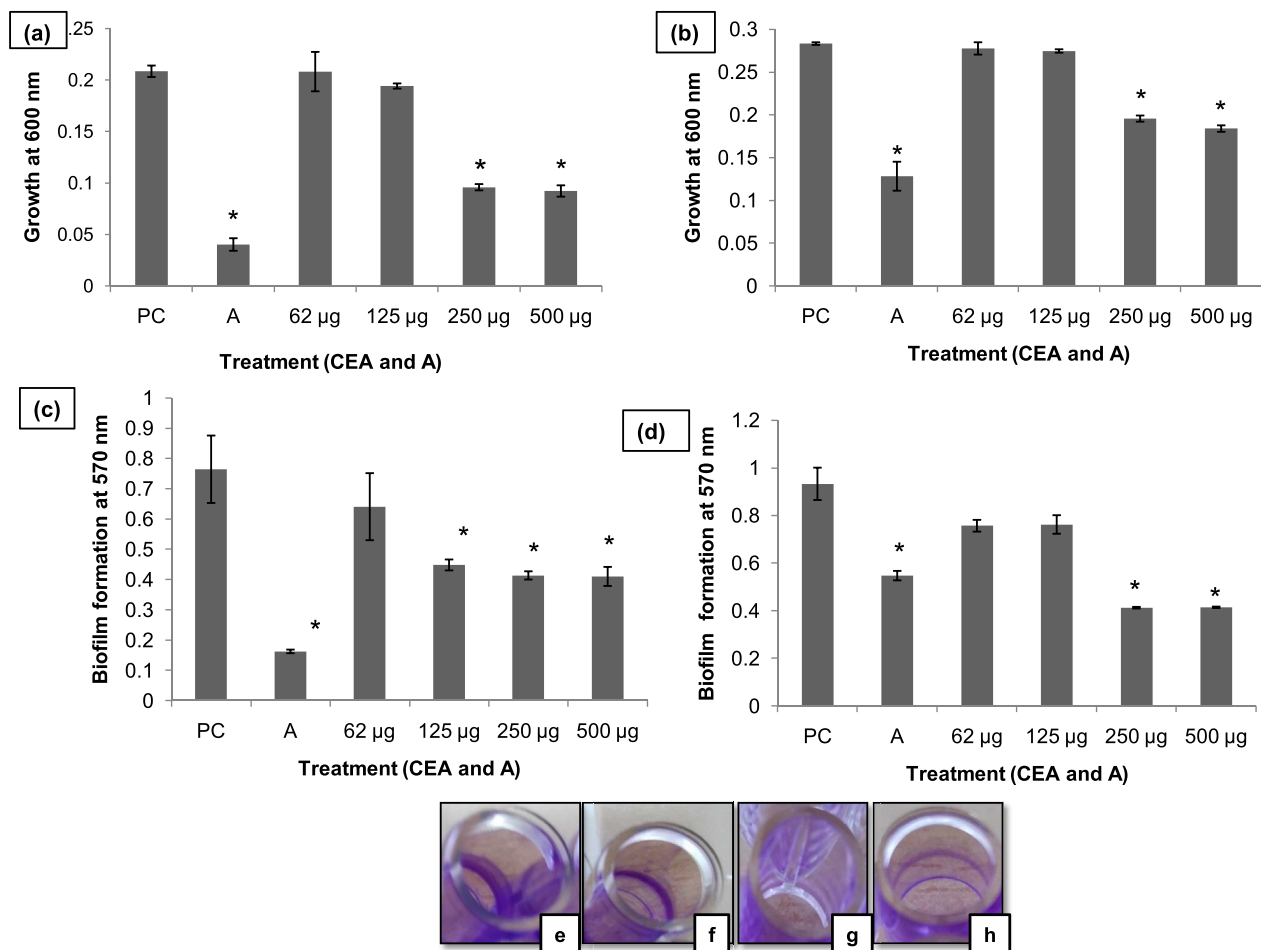 (a)
.25
0.2
0.15
0.1
0.05
0
Growth at 600 nm
* * *
PC A 62 µg 125 µg 250 µg 500 µg
Treatment (CEA and A)
(b)
0.3
0.25
0.2
0.15
0.1
0.05
0
Growth at 600 nm
* * *
PC A 62 µg 125 µg 250 µg 500 µg
Treatment (CEA and A)
(c)
1
0.9
0.8
0.7
0.6
0.5
0.4
0.3
0.2
0.1
0
Biofilm formation at 570 nm
* * * *
PC A 62 µg 125 µg 250 µg 500 µg
Treatment (CEA and A)
(d)
1.2
1
0.8
0.6
0.4
0.2
0
Biofilm formation at 570 nm
* * *
PC A 62 µg 125 µg 250 µg 500 µg
Treatment (CEA and A)
e f g h